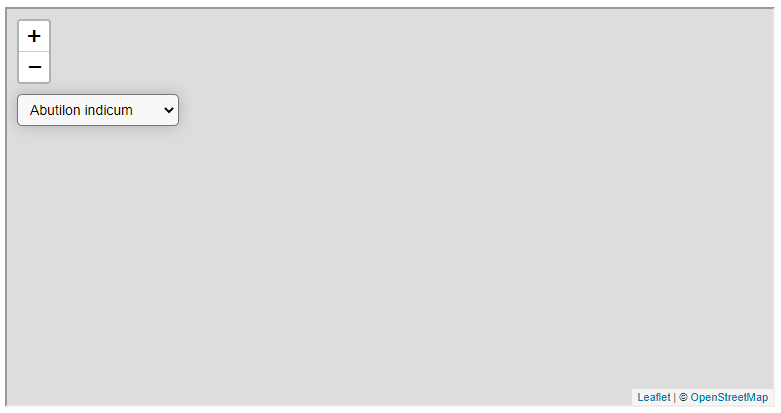 +
−
Abutilon indicum
Leaflet | © OpenStreetMap